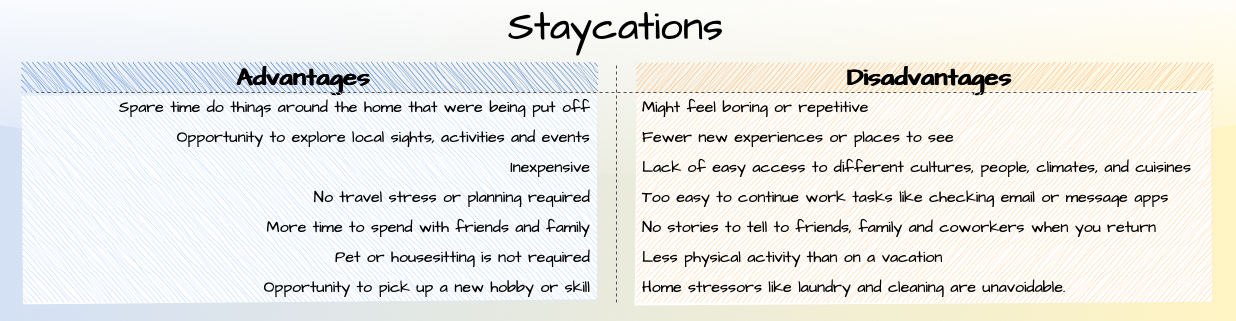 Staycations
Advantages
Disadvantages
Spare time do things around the home that were being put off
Might feel boring or repetitive
Opportunity to explore local sights, activities and events
Fewer new experiences or places to see
Inexpensive
Lack of easy access to different cultures, people, climates, and cuisines
No travel stress or planning required
Too easy to continue work tasks like checking email or message apps
More time to spend with friends and family
No stories to tell to friends, family and coworkers when you return
Pet or housesitting is not required
Less physical activity than on a vacation
Opportunity to pick up a new hobby or skill
Home stressors like laundry and cleaning are unavoidable.